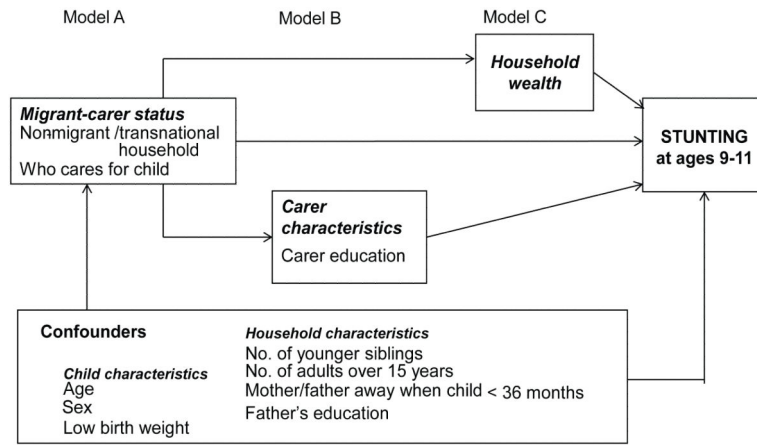 Model A
Model B
Model C
Household
wealth
Migrant-carer status
Non-migrant /transnational
household
Who cares for child
STUNTING
at ages 9-11
Carer
characteristics
Carer education
Confounders
Child characteristics
Age
Sex
Low birth weight
Household characteristics
No. of younger siblings
No. of adults over 15 years
Mother/father away when child < 36 months
Father's education